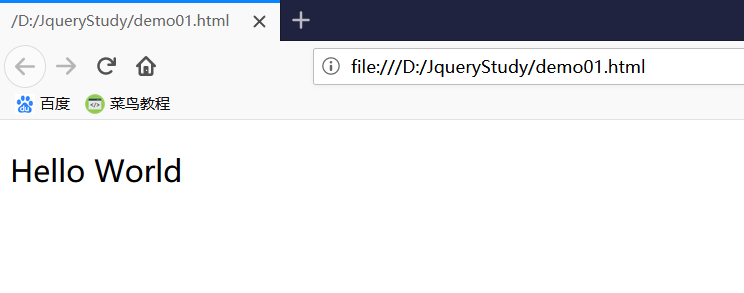 /D:/JqueryStudy/demo01.html
file:///D:/JqueryStudy/demo01.html
百度 菜鸟教程
Hello World